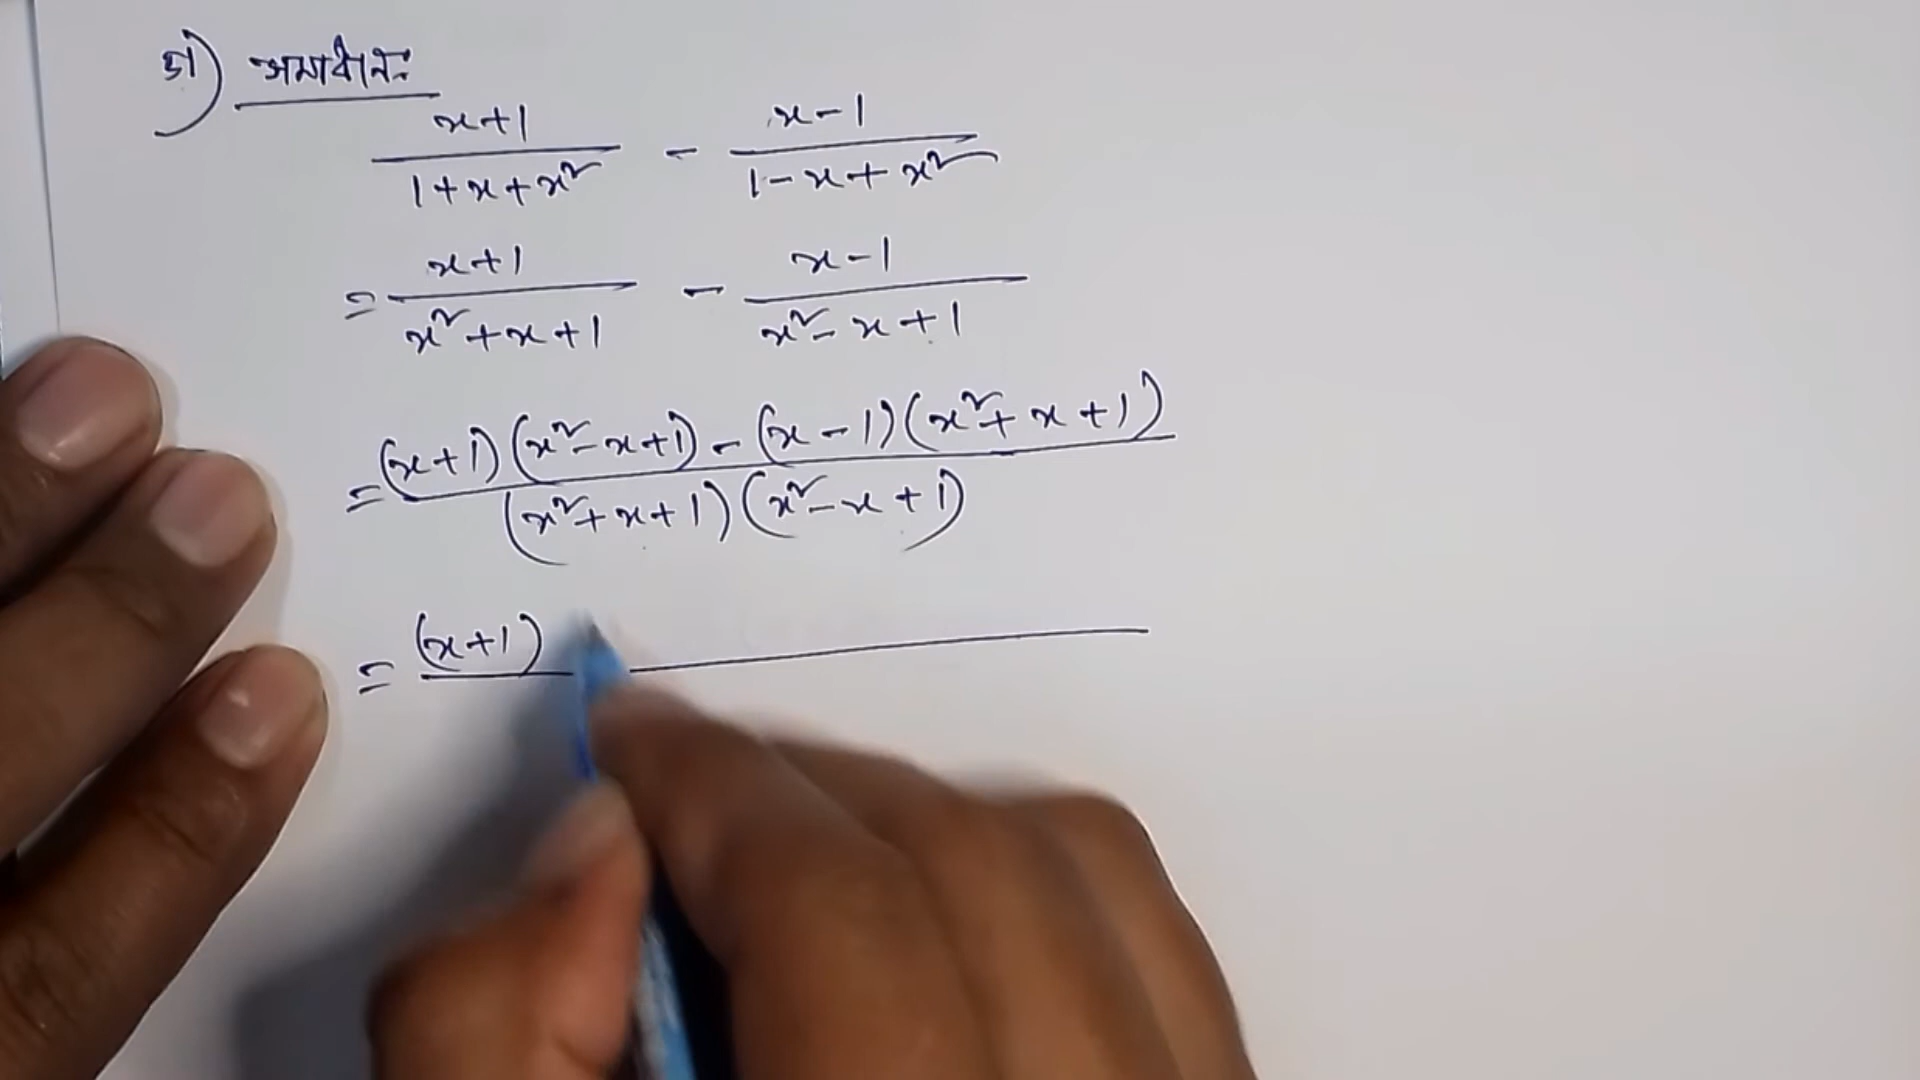 ঙ) সমাধান:
x+1 / 1+x+x² - x-1 / 1-x+x²
= x+1 / x²+x+1 - x-1 / x²-x+1
= (x+1)(x²-x+1) - (x-1)(x²+x+1) / (x²+x+1)(x²-x+1)
= (x+1)